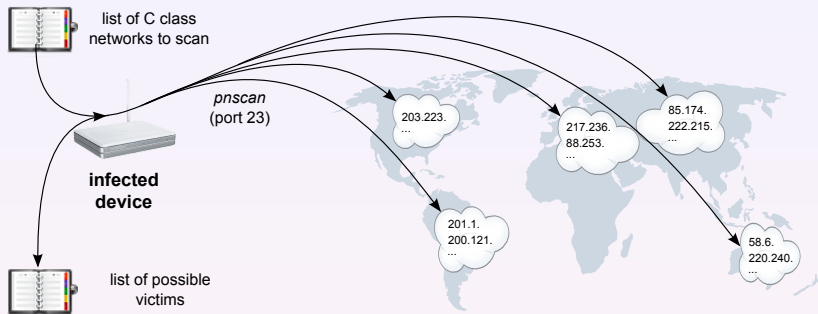 list of C class
networks to scan
pnscan
(port 23)
infected
device
list of possible
victims
203.223.
...
217.236.
88.253.
...
85.174.
222.215.
...
201.1.
200.121.
...
58.6.
220.240.
...